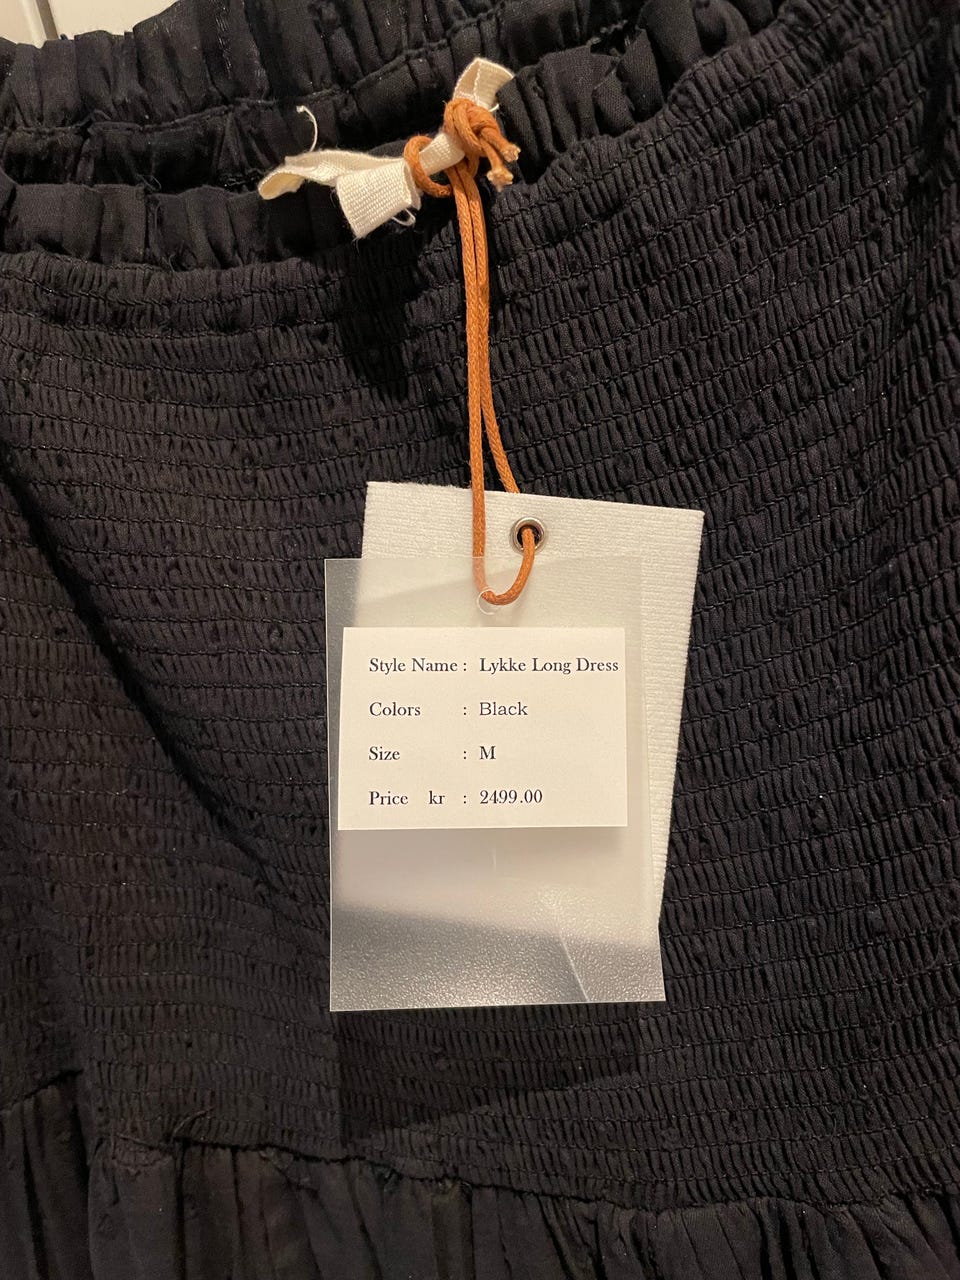 Style Name : Lykke Long Dress
Colors : Black
Size : M
Price kr : 2499.00